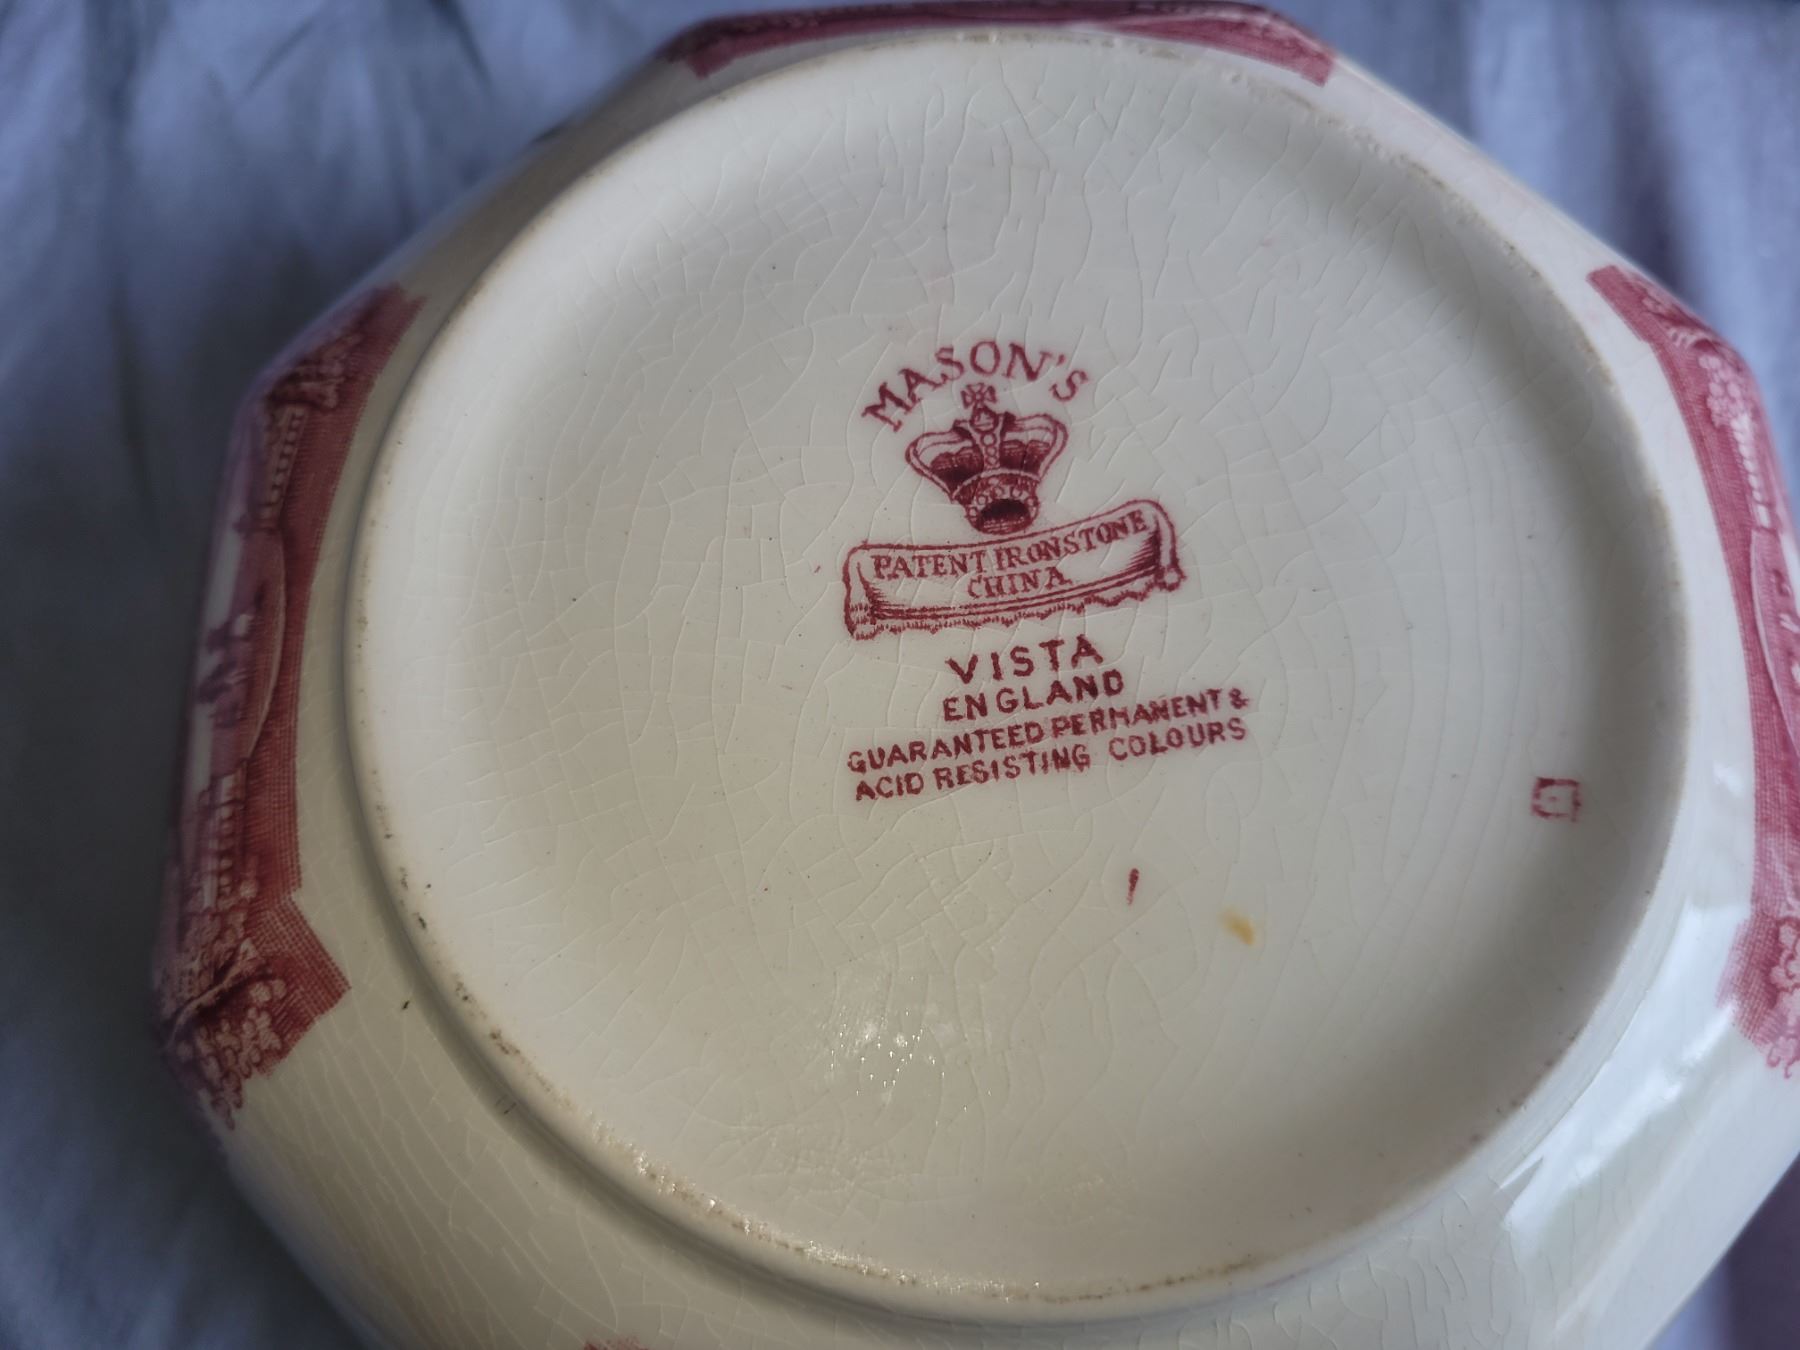 MASON'S
PATENT IRONSTONE
CHINA
VISTA
ENGLAND
GUARANTEED PERMANENT &
ACID RESISTING COLOURS